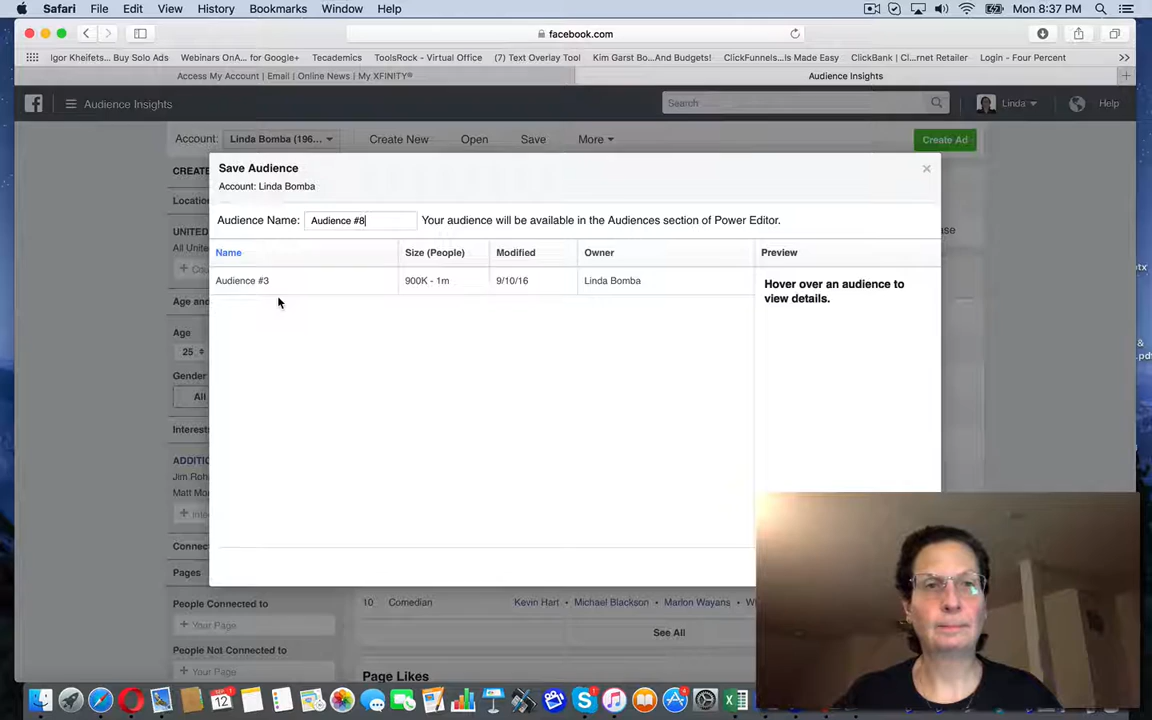 Safari File Edit View History Bookmarks Window Help Mon 8:37 PM
facebook.com
Igor Kheifets... Buy Solo Ads Webinars OnA... for Google+ Tecademics ToolsRock - Virtual Office (7) Text Overlay Tool Kim Garst Bo...And Budgets! ClickFunnels...Is Made Easy ClickBank | C...rnet Retailer Login - Four Percent
Access My Account | Email | Online News | My XFINITY® Audience Insights
Audience Insights Search Linda Help
Account: Linda Bomba (196... Create New Open Save More Create Ad
Save Audience
CREATE
Account: Linda Bomba
Locatio
Audience Name: Audience #8 Your audience will be available in the Audiences section of Power Editor.
UNITED
All United
Name Size (People) Modified Owner Preview
Audience #3 900K - 1m 9/10/16 Linda Bomba
Hover over an audience to
view details.
Age and
Age
25
Gender
All
Interests
ADDITIO
Jim Roh
Matt Mor
Connect
Pages
People Connected to
Your Page
10 Comedian Kevin Hart • Michael Blackson • Marlon Wayans • W
See All
People Not Connected to
Your Page
Page Likes